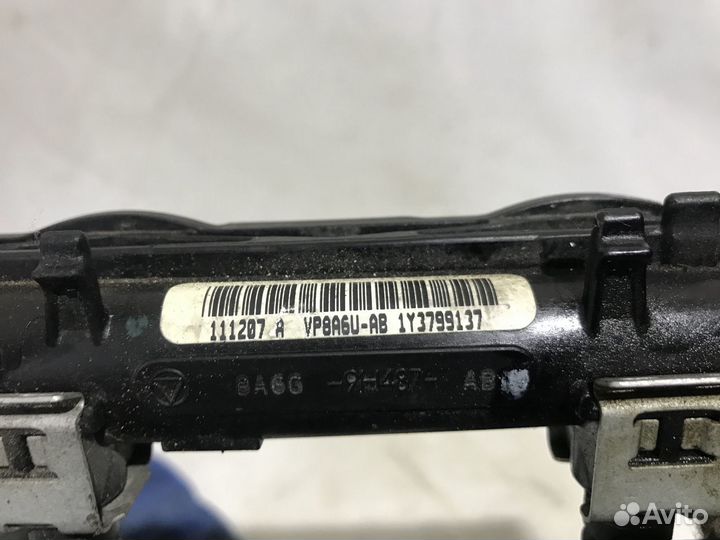 111207 A VP8A6U-AB 1Y3799137
8A6G -9H487- AB
Avito